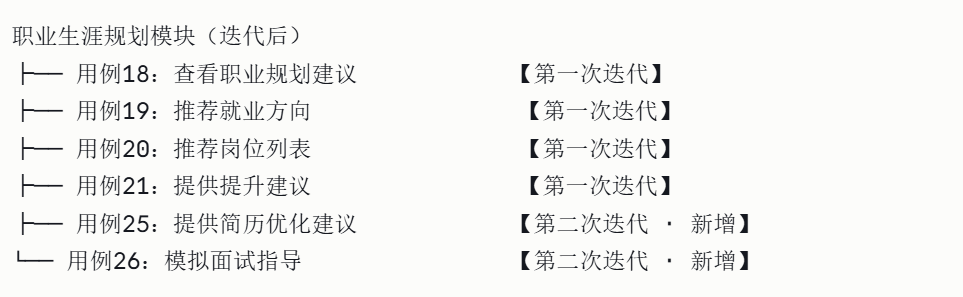 职业生涯规划模块（迭代后）
├── 用例18：查看职业规划建议 【第一次迭代】
├── 用例19：推荐就业方向 【第一次迭代】
├── 用例20：推荐岗位列表 【第一次迭代】
├── 用例21：提供提升建议 【第一次迭代】
├── 用例25：提供简历优化建议 【第二次迭代 · 新增】
└── 用例26：模拟面试指导 【第二次迭代 · 新增】